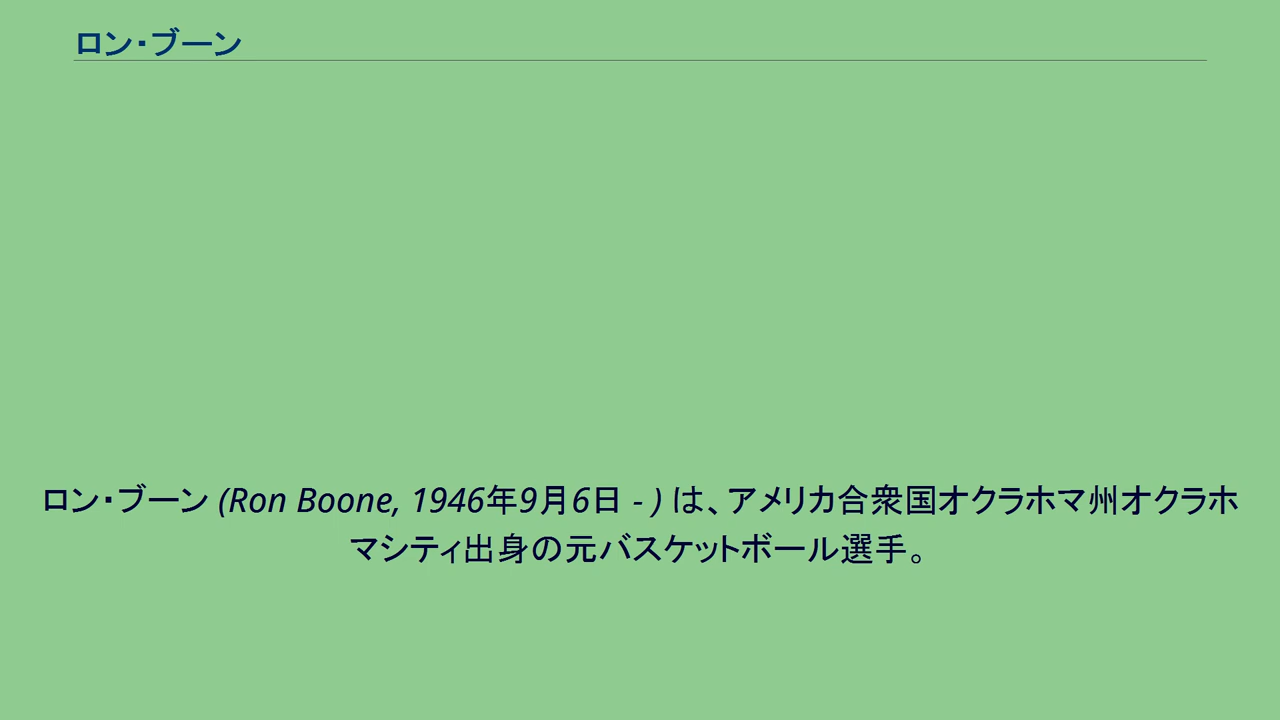 ロン・ブーン
ロン・ブーン (Ron Boone, 1946年9月6日 - ) は、アメリカ合衆国オクラホマ州オクラホ
マシティ出身の元バスケットボール選手。